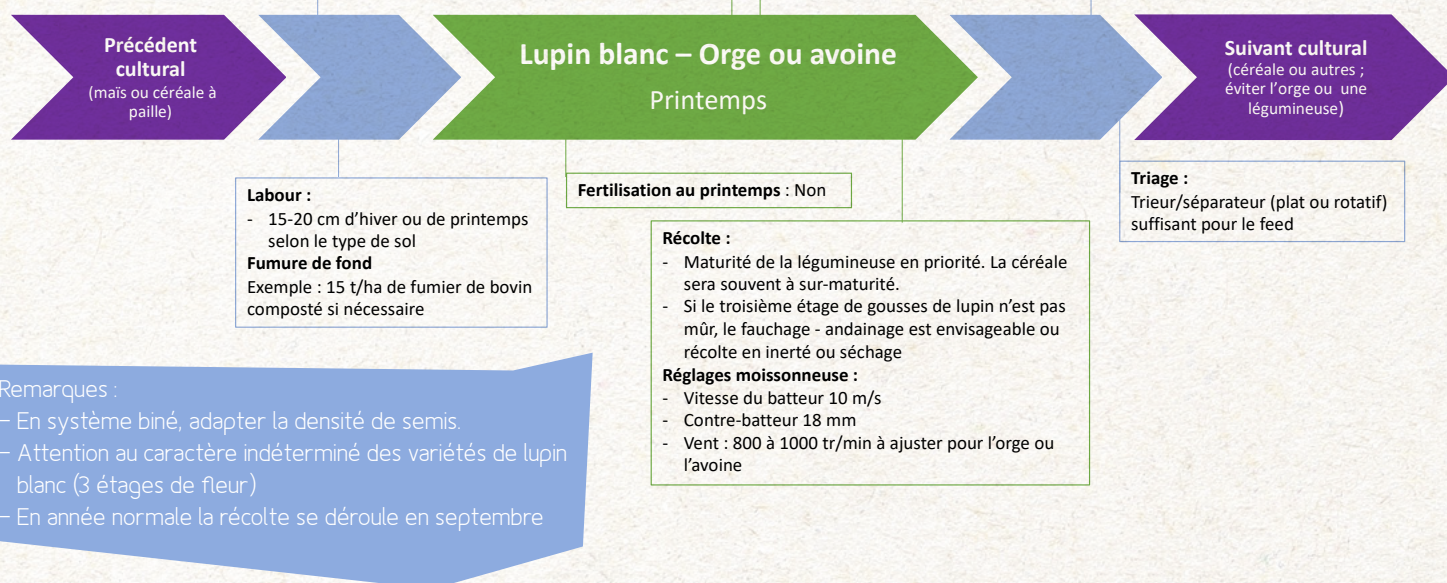 Précédent
cultural
(maïs ou céréale à
paille)
Lupin blanc – Orge ou avoine
Printemps
Suivant cultural
(céréale ou autres ;
éviter l'orge ou une
légumineuse)
Labour :
- 15-20 cm d'hiver ou de printemps
selon le type de sol
Fumure de fond
Exemple : 15 t/ha de fumier de bovin
composté si nécessaire
Fertilisation au printemps : Non
Récolte :
- Maturité de la légumineuse en priorité. La céréale
sera souvent à sur-maturité.
- Si le troisième étage de gousses de lupin n'est pas
mûr, le fauchage - andainage est envisageable ou
récolte en inerté ou séchage
Réglages moissonneuse :
- Vitesse du batteur 10 m/s
- Contre-batteur 18 mm
- Vent : 800 à 1000 tr/min à ajuster pour l'orge ou
l'avoine
Triage :
Trieur/séparateur (plat ou rotatif)
suffisant pour le feed
Remarques :
– En système biné, adapter la densité de semis.
– Attention au caractère indéterminé des variétés de lupin
blanc (3 étages de fleur)
– En année normale la récolte se déroule en septembre